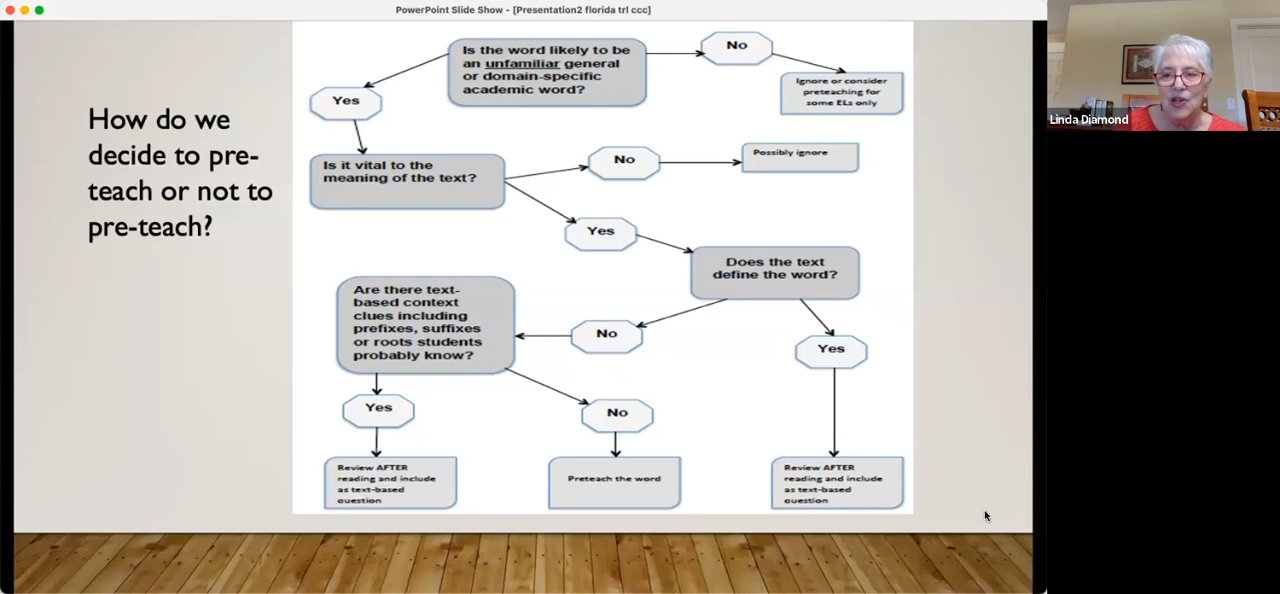 PowerPoint Slide Show - [Presentation2 florida trl ccc]
Linda Diamond
How do we
decide to pre-
teach or not to
pre-teach?
Is the word likely to be
an unfamiliar general
or domain-specific
academic word?
No
Ignore or consider
preteaching for
some ELs only
Yes
Is it vital to the
meaning of the text?
No
Possibly ignore
Yes
Does the text
define the word?
Are there text-
based context
clues including
prefixes, suffixes
or roots students
probably know?
No
Yes
Yes
No
Review AFTER
reading and include
as text-based
question
Preteach the word
Review AFTER
reading and include
as text-based
question